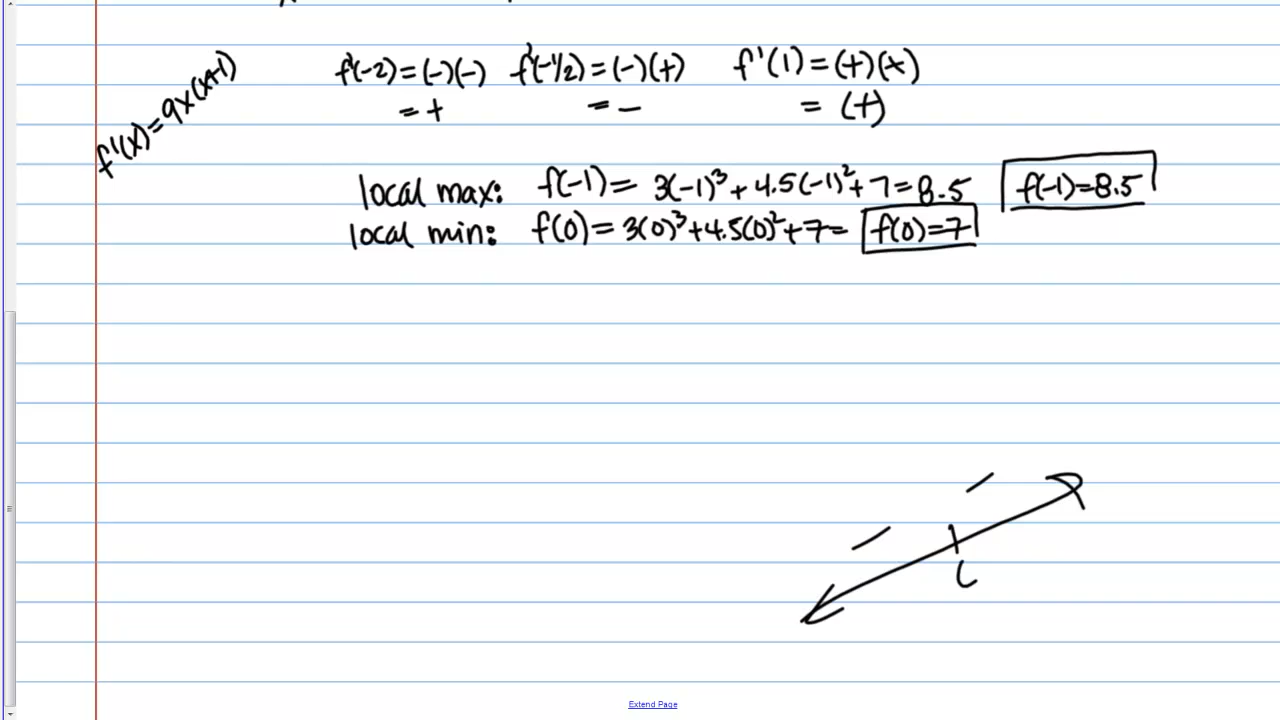 f'(x)=9x(x+1)
f'(-2)=(-)(-) f'(-1/2)=(-)(+) f'(1)=(+)(+)
=+ =- =(+)
local max: f(-1)= 3(-1)³+4.5(-1)²+7=8.5 f(-1)=8.5
local min: f(0)=3(0)³+4.5(0)²+7= f(0)=7
— —
c
Extend Page